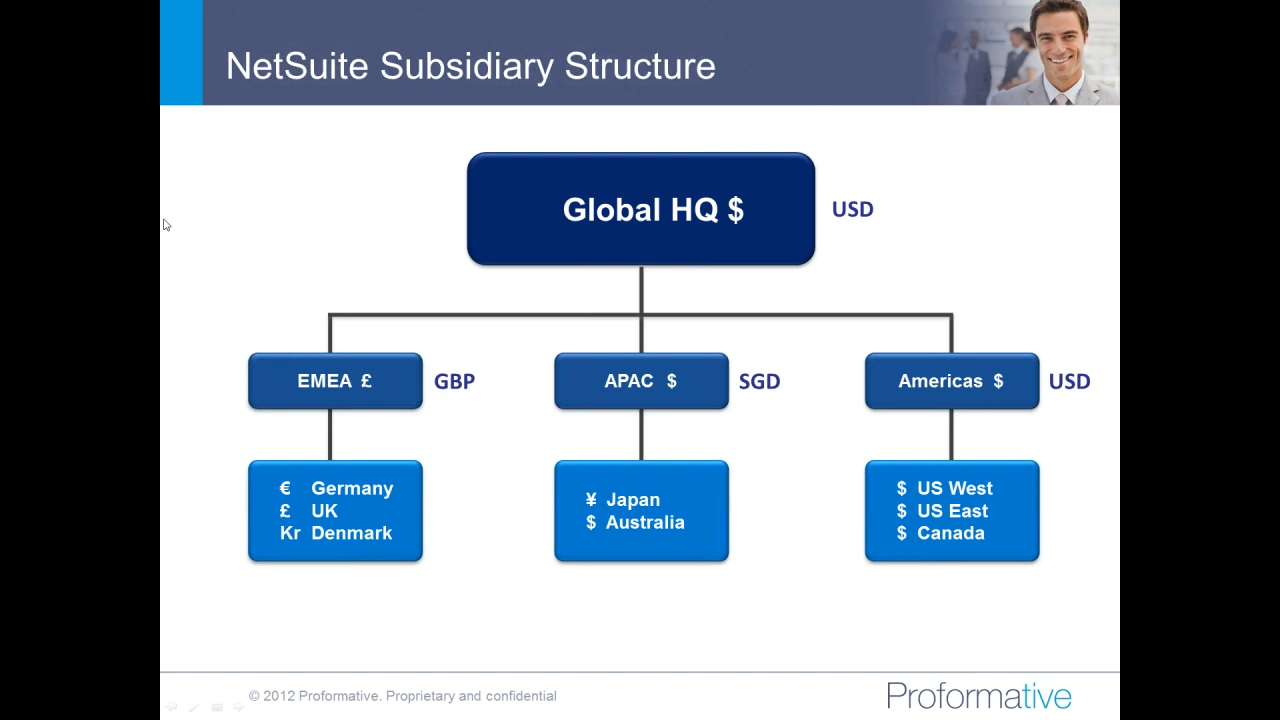 NetSuite Subsidiary Structure
Global HQ $
USD
EMEA £
GBP
APAC $
SGD
Americas $
USD
€ Germany
£ UK
Kr Denmark
¥ Japan
$ Australia
$ US West
$ US East
$ Canada
© 2012 Proformative. Proprietary and confidential
Proformative